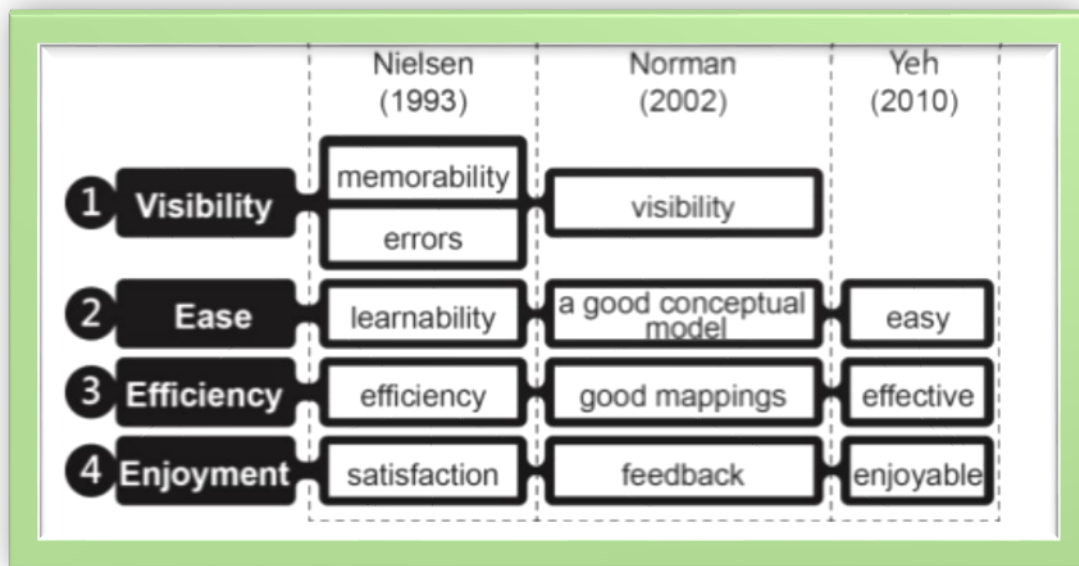 Nielsen Norman Yeh
(1993) (2002) (2010)
memorability
1 Visibility visibility
errors
2 Ease learnability a good conceptual model easy
3 Efficiency efficiency good mappings effective
4 Enjoyment satisfaction feedback enjoyable